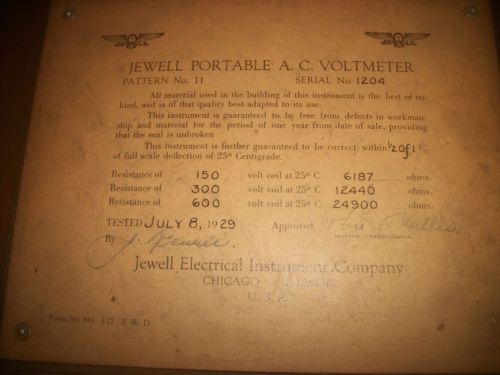 JEWELL JEWELL
JEWELL PORTABLE A. C. VOLTMETER
PATTERN No. 11 SERIAL No. 1204
All material used in the building of this instrument is the best of its
kind, and is of that quality best adapted to its use.
This instrument is guaranteed to be free from defects in workman-
ship and material for the period of one year from date of sale, providing
that the seal is unbroken
This instrument is further guaranteed to be correct within 1/2 of 1 %
of full scale deflection of 25° Centigrade.
Resistance of 150 volt coil at 25° C 6187 ohms.
Resistance of 300 volt coil at 25° C 12440 ohms.
Resistance of 600 volt coil at 25° C 24900 ohms.
TESTED JULY 8, 1929 Approved
By J.
Jewell Electrical Instrument Company
CHICAGO ILLINOIS
U. S. A.
Form No. 1-27 E. W. D.